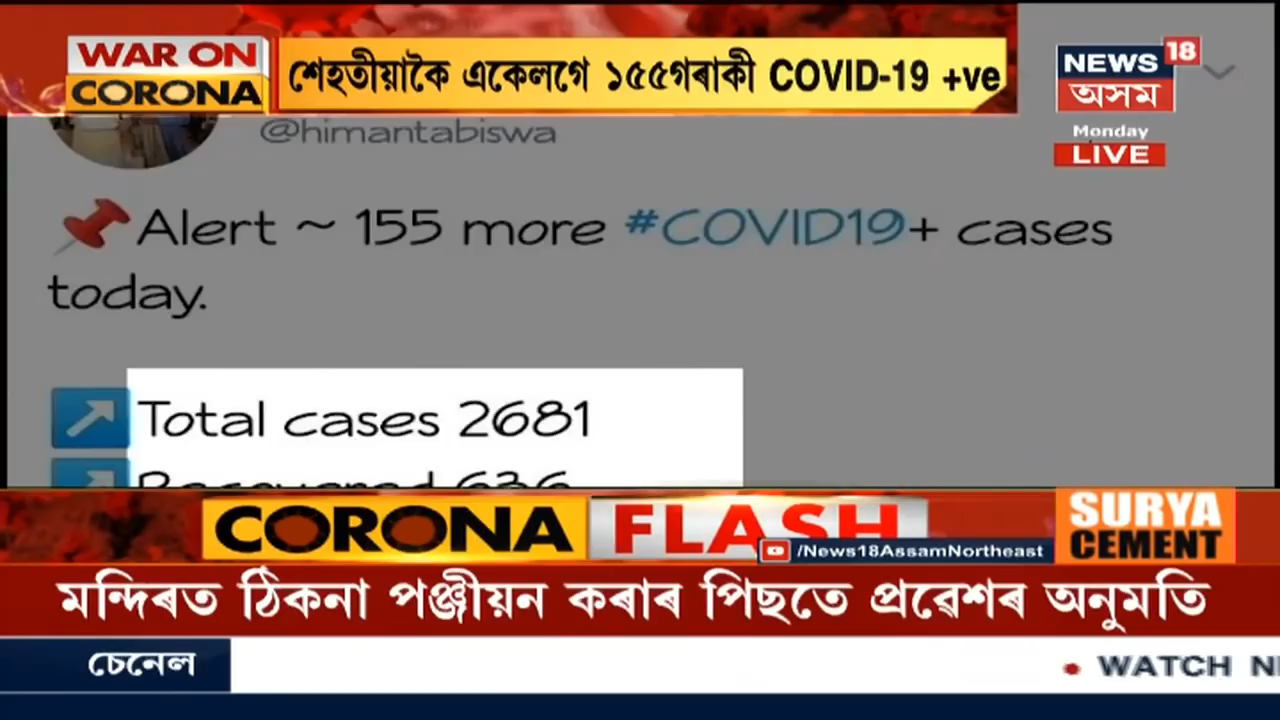 WAR ON
CORONA
শেহতীয়াকৈ একেলগে ১৫৫গৰাকী COVID-19 +ve
NEWS 18
অসম
Monday
LIVE
@himantabiswa
Alert ~ 155 more #COVID19+ cases
today.
Total cases 2681
Recovered 636
CORONA FLASH
/News18AssamNortheast
SURYA
CEMENT
মন্দিৰত ঠিকনা পঞ্জীয়ন কৰাৰ পিছতে প্ৰৱেশৰ অনুমতি
চেনেল
• WATCH